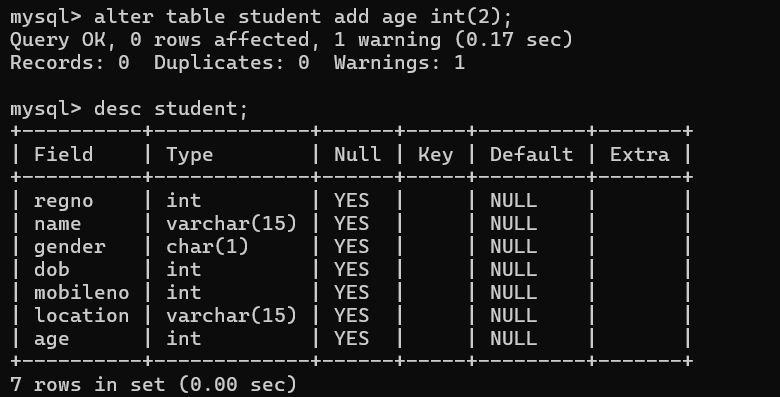 mysql> alter table student add age int(2);
Query OK, 0 rows affected, 1 warning (0.17 sec)
Records: 0  Duplicates: 0  Warnings: 1

mysql> desc student;
+----------+-------------+------+-----+---------+-------+
| Field    | Type        | Null | Key | Default | Extra |
+----------+-------------+------+-----+---------+-------+
| regno    | int         | YES  |     | NULL    |       |
| name     | varchar(15) | YES  |     | NULL    |       |
| gender   | char(1)     | YES  |     | NULL    |       |
| dob      | int         | YES  |     | NULL    |       |
| mobileno | int         | YES  |     | NULL    |       |
| location | varchar(15) | YES  |     | NULL    |       |
| age      | int         | YES  |     | NULL    |       |
+----------+-------------+------+-----+---------+-------+
7 rows in set (0.00 sec)